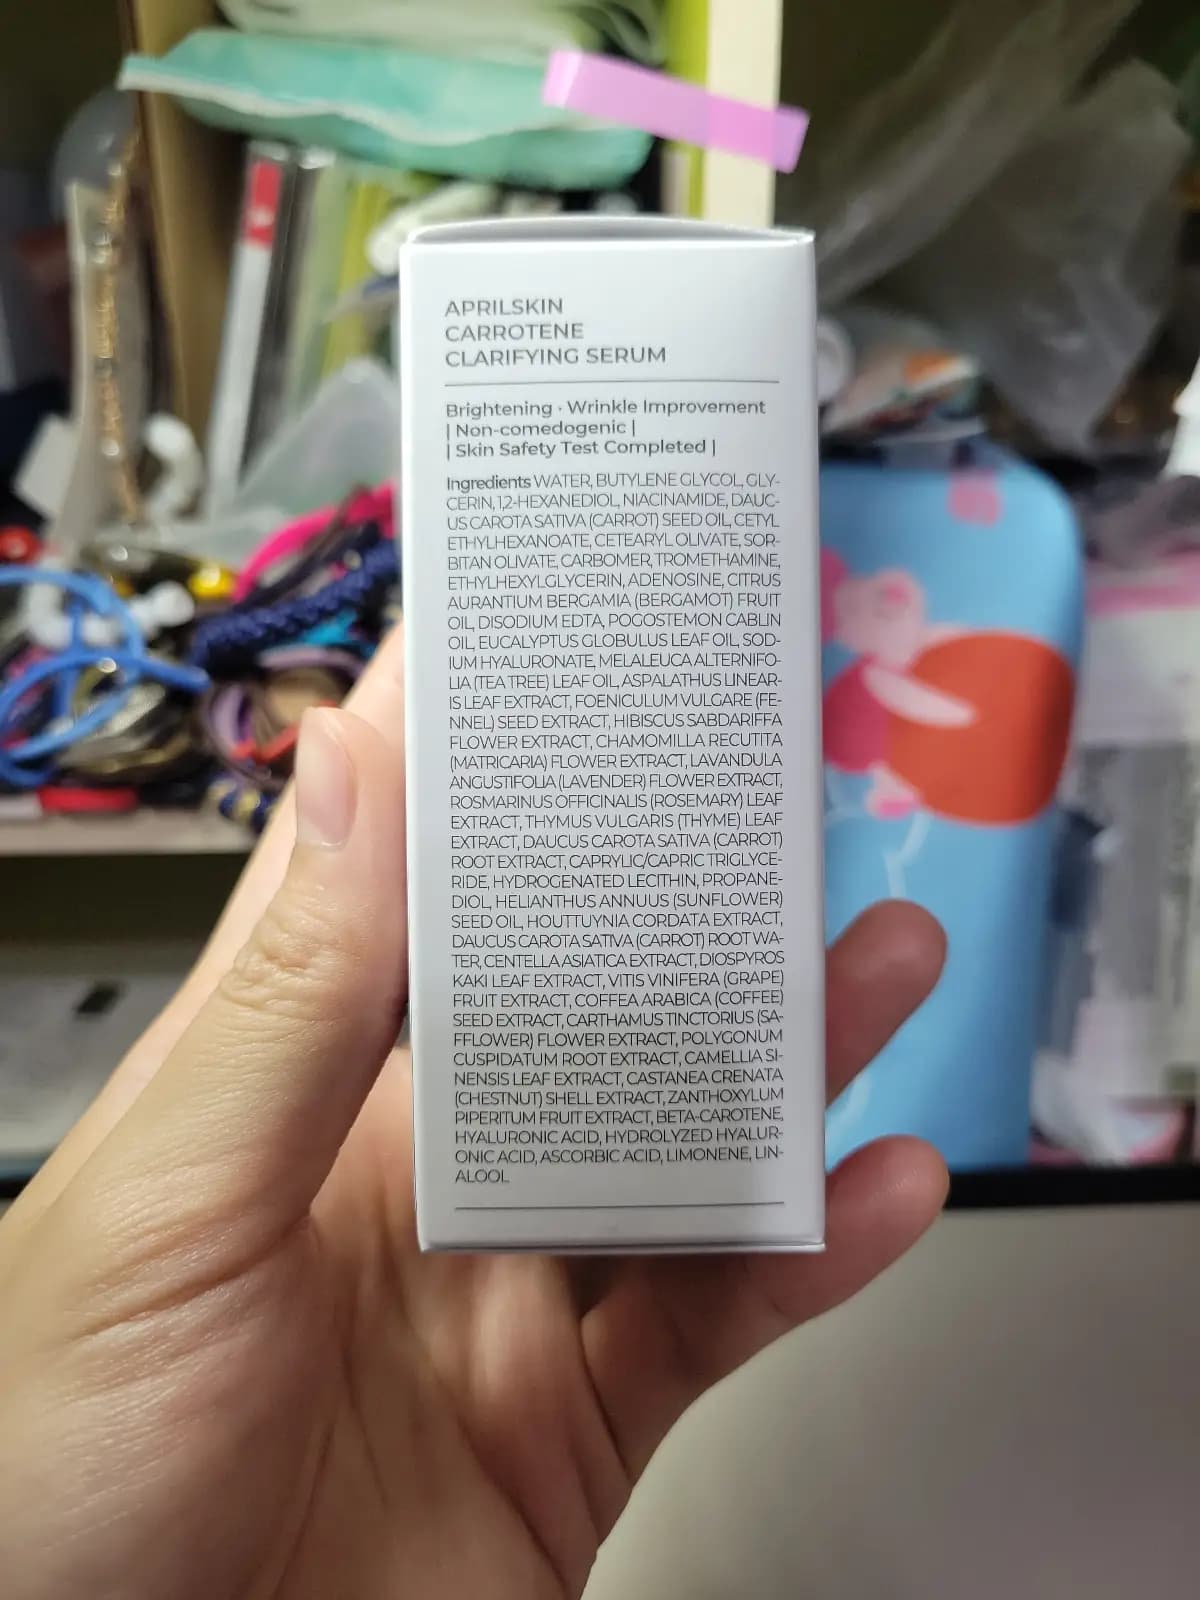 APRILSKIN
CARROTENE
CLARIFYING SERUM
Brightening · Wrinkle Improvement
| Non-comedogenic |
| Skin Safety Test Completed |
Ingredients WATER, BUTYLENE GLYCOL, GLY-
CERIN, 1,2-HEXANEDIOL, NIACINAMIDE, DAUC-
US CAROTA SATIVA (CARROT) SEED OIL, CETYL
ETHYLHEXANOATE, CETEARYL OLIVATE, SOR-
BITAN OLIVATE, CARBOMER, TROMETHAMINE,
ETHYLHEXYLGLYCERIN, ADENOSINE, CITRUS
AURANTIUM BERGAMIA (BERGAMOT) FRUIT
OIL, DISODIUM EDTA, POGOSTEMON CABLIN
OIL, EUCALYPTUS GLOBULUS LEAF OIL, SOD-
IUM HYALURONATE, MELALEUCA ALTERNIFO-
LIA (TEA TREE) LEAF OIL, ASPALATHUS LINEAR-
IS LEAF EXTRACT, FOENICULUM VULGARE (FE-
NNEL) SEED EXTRACT, HIBISCUS SABDARIFFA
FLOWER EXTRACT, CHAMOMILLA RECUTITA
(MATRICARIA) FLOWER EXTRACT, LAVANDULA
ANGUSTIFOLIA (LAVENDER) FLOWER EXTRACT,
ROSMARINUS OFFICINALIS (ROSEMARY) LEAF
EXTRACT, THYMUS VULGARIS (THYME) LEAF
EXTRACT, DAUCUS CAROTA SATIVA (CARROT)
ROOT EXTRACT, CAPRYLIC/CAPRIC TRIGLYCE-
RIDE, HYDROGENATED LECITHIN, PROPANE-
DIOL, HELIANTHUS ANNUUS (SUNFLOWER)
SEED OIL, HOUTTUYNIA CORDATA EXTRACT,
DAUCUS CAROTA SATIVA (CARROT) ROOT WA-
TER, CENTELLA ASIATICA EXTRACT, DIOSPYROS
KAKI LEAF EXTRACT, VITIS VINIFERA (GRAPE)
FRUIT EXTRACT, COFFEA ARABICA (COFFEE)
SEED EXTRACT, CARTHAMUS TINCTORIUS (SA-
FFLOWER) FLOWER EXTRACT, POLYGONUM
CUSPIDATUM ROOT EXTRACT, CAMELLIA SI-
NENSIS LEAF EXTRACT, CASTANEA CRENATA
(CHESTNUT) SHELL EXTRACT, ZANTHOXYLUM
PIPERITUM FRUIT EXTRACT, BETA-CAROTENE,
HYALURONIC ACID, HYDROLYZED HYALUR-
ONIC ACID, ASCORBIC ACID, LIMONENE, LIN-
ALOOL